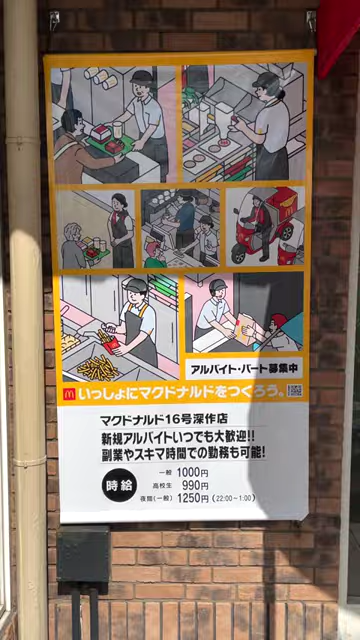 アルバイト・パート募集中
いっしょにマクドナルドをつくろう。
マクドナルド16号深作店
新規アルバイトいつでも大歓迎!!
副業やスキマ時間での勤務も可能!
時給
一般 1000円
高校生 990円
夜間(一般) 1250円 (22:00-1:00)